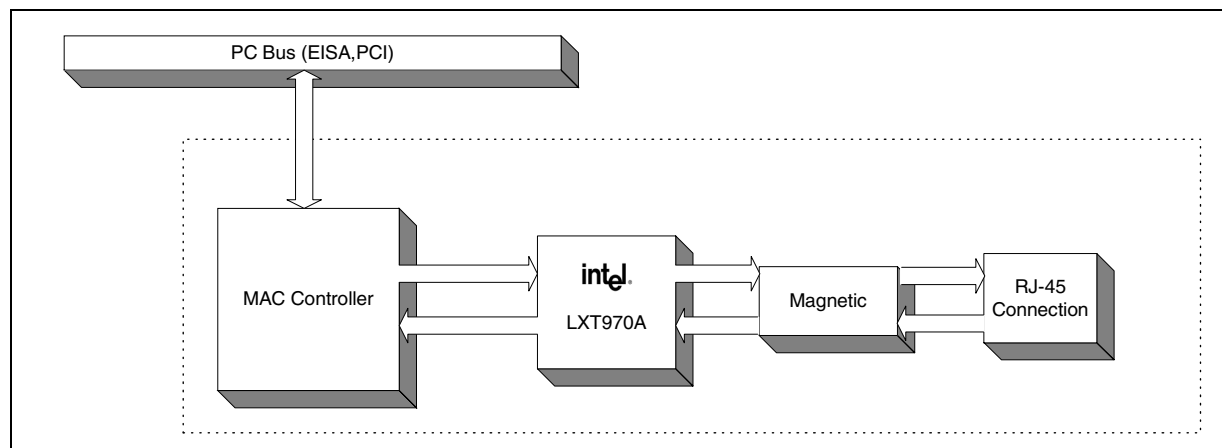 PC Bus (EISA,PCI)
MAC Controller
intel®
LXT970A
Magnetic
RJ-45
Connection